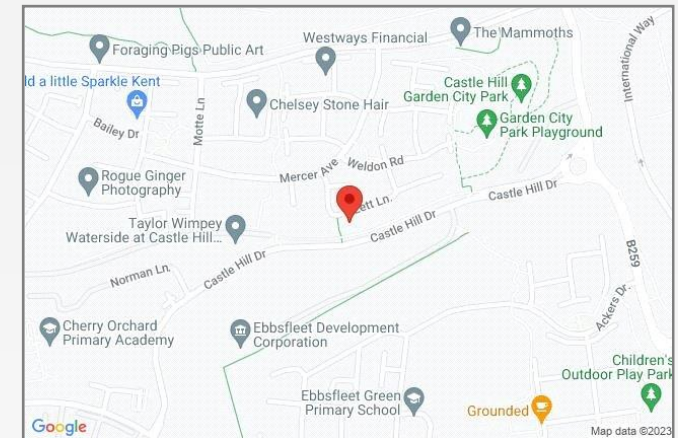 Foraging Pigs Public Art
Westways Financial
The Mammoths
International Way
ld a little Sparkle Kent
Motte Ln
Castle Hill
Garden City Park
Chelsey Stone Hair
Bailey Dr
Garden City
Park Playground
Mercer Ave
Weldon Rd
Rogue Ginger
Photography
ett Ln.
Castle Hill Dr
Taylor Wimpey
Waterside at Castle Hill...
Castle Hill Dr
B259
Norman Ln
Castle Hill Dr
Ackers Dr.
Cherry Orchard
Primary Academy
Ebbsfleet Development
Corporation
Children's
Outdoor Play Park
Ebbsfleet Green
Primary School
Grounded
Google
Map data ©2023